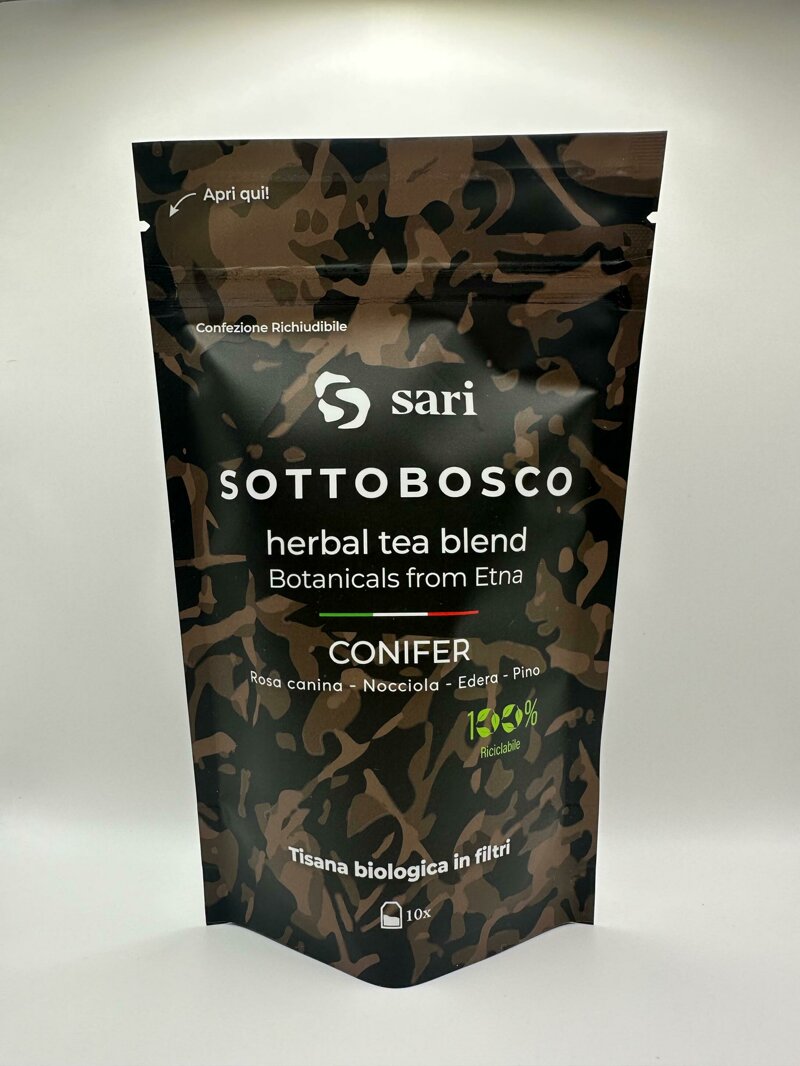 Apri qui!
Confezione Richiudibile
sari
SOTTOBOSCO
herbal tea blend
Botanicals from Etna
CONIFER
Rosa canina - Nocciola - Edera - Pino
100%
Riciclabile
Tisana biologica in filtri
10x